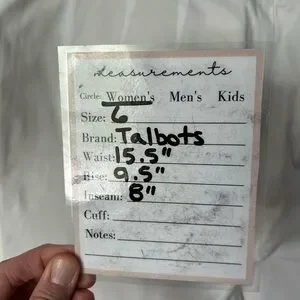 measurements
Circle: Women's Men's Kids
Size: 6
Brand: Talbots
Waist: 15.5"
Rise: 9.5"
Inseam: 8"
Cuff:
Notes: